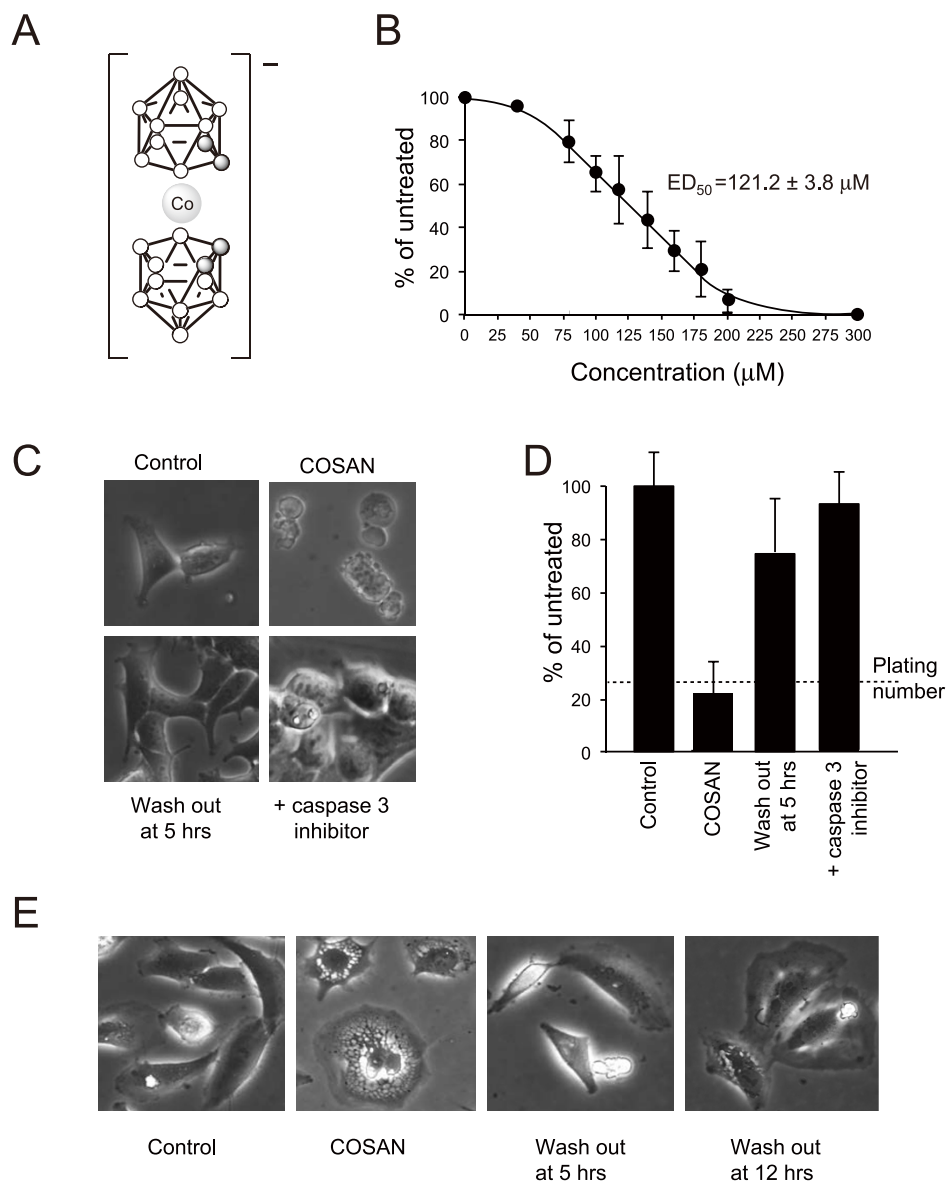 A
−
Co
B
% of untreated
100
80
60
40
20
0
ED50=121.2 ± 3.8 μM
0 25 50 75 100 125 150 175 200 225 250 275 300
Concentration (μM)
C
Control
COSAN
Wash out
at 5 hrs
+ caspase 3
inhibitor
D
% of untreated
100
80
60
40
20
0
Plating
number
Control
COSAN
Wash out
at 5 hrs
+ caspase 3
inhibitor
E
Control
COSAN
Wash out
at 5 hrs
Wash out
at 12 hrs